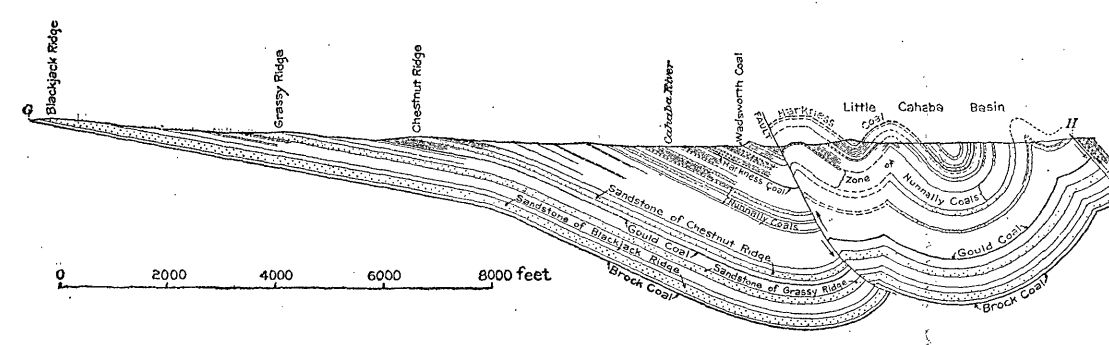 G
Blackjack Ridge
Grassy Ridge
Chestnut Ridge
Cahaba River
Wadsworth Coal
FAULT
Harkness Coal
Little Cahaba Basin
H
Harkness Coal
Nunnally Coals
Zone of Nunnally Coals
Sandstone of Chestnut Ridge
Gould Coal
Sandstone of Blackjack Ridge
Sandstone of Grassy Ridge
Brock Coal
Gould Coal
Brock Coal
0 2000 4000 6000 8000 feet